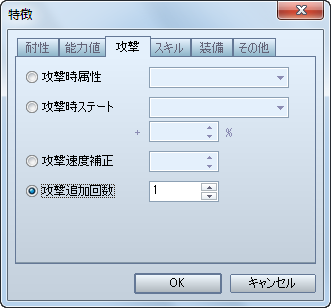 特徴
耐性 能力値 攻撃 スキル 装備 その他
攻撃時属性
攻撃時ステート
+ %
攻撃速度補正
攻撃追加回数 1
OK キャンセル